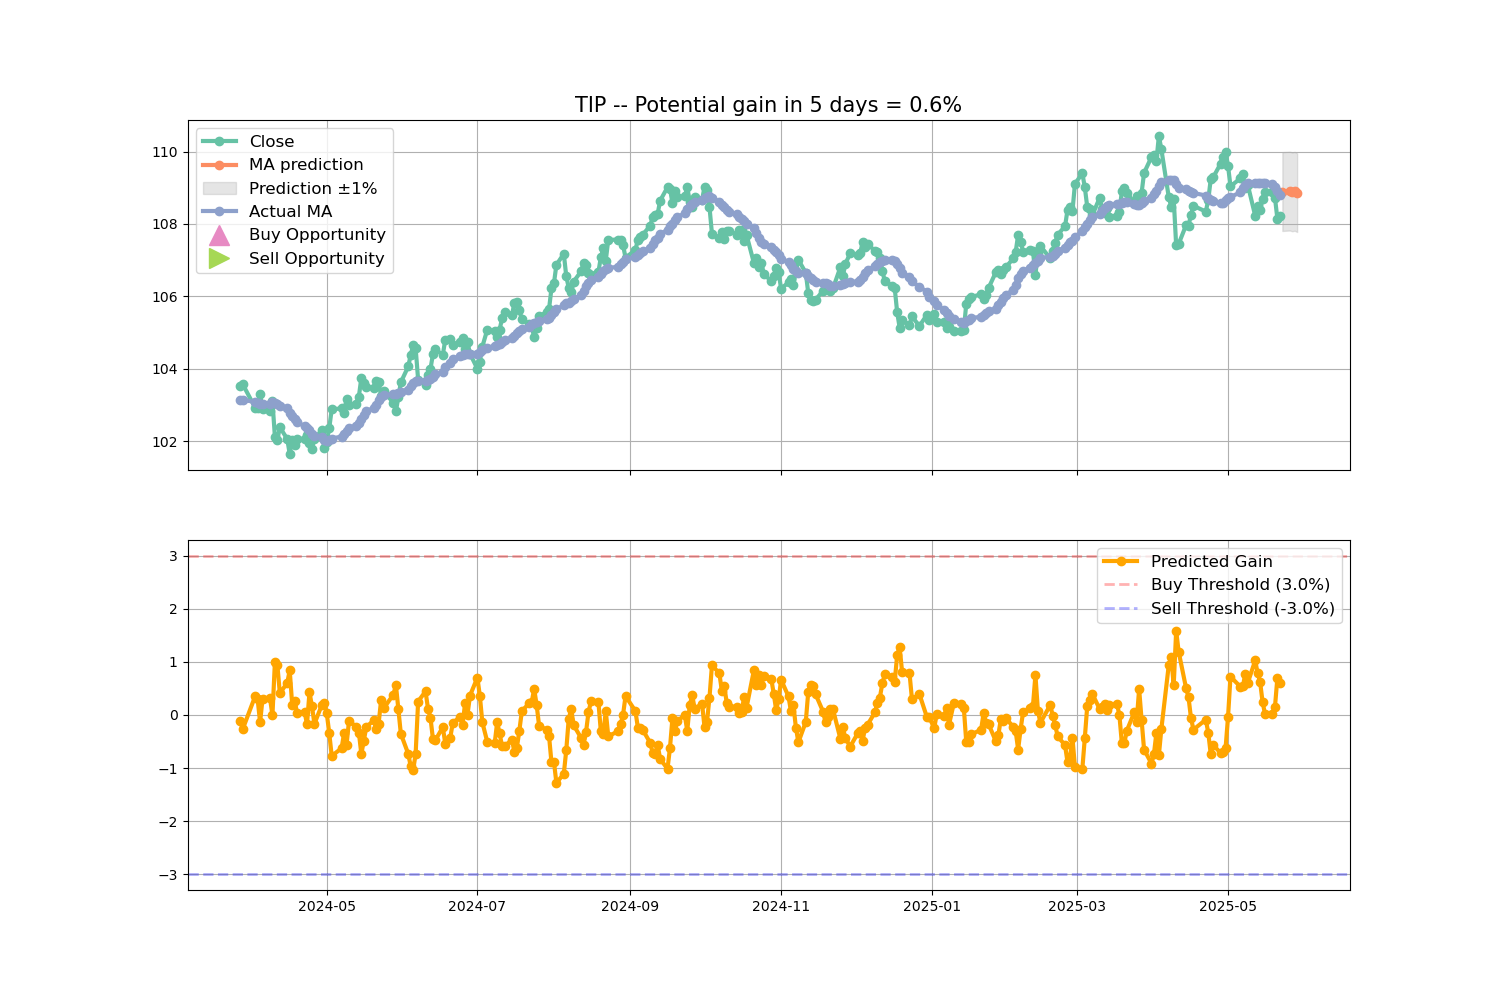 TIP -- Potential gain in 5 days = 0.6%
Close
MA prediction
Prediction ±1%
Actual MA
Buy Opportunity
Sell Opportunity
110
108
106
104
102
Predicted Gain
Buy Threshold (3.0%)
Sell Threshold (-3.0%)
3
2
1
0
−1
−2
−3
2024-05
2024-07
2024-09
2024-11
2025-01
2025-03
2025-05